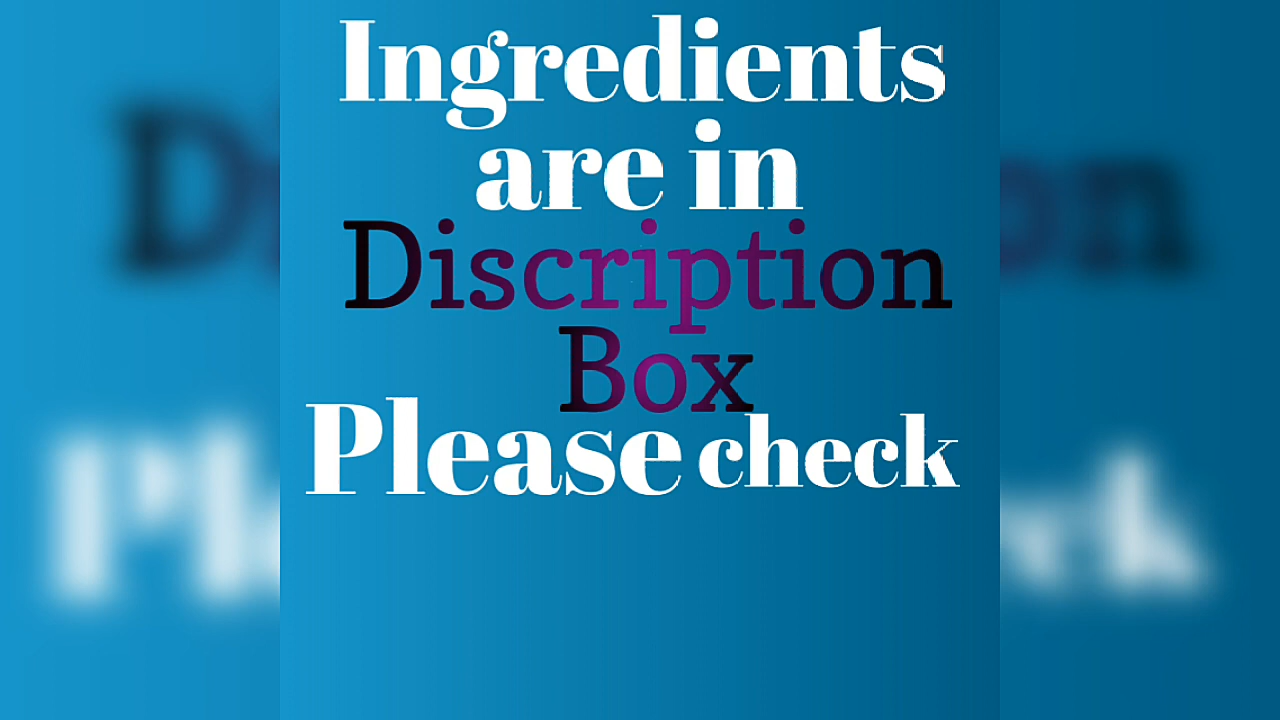 Ingredients
are in
Discription
Box
Please check